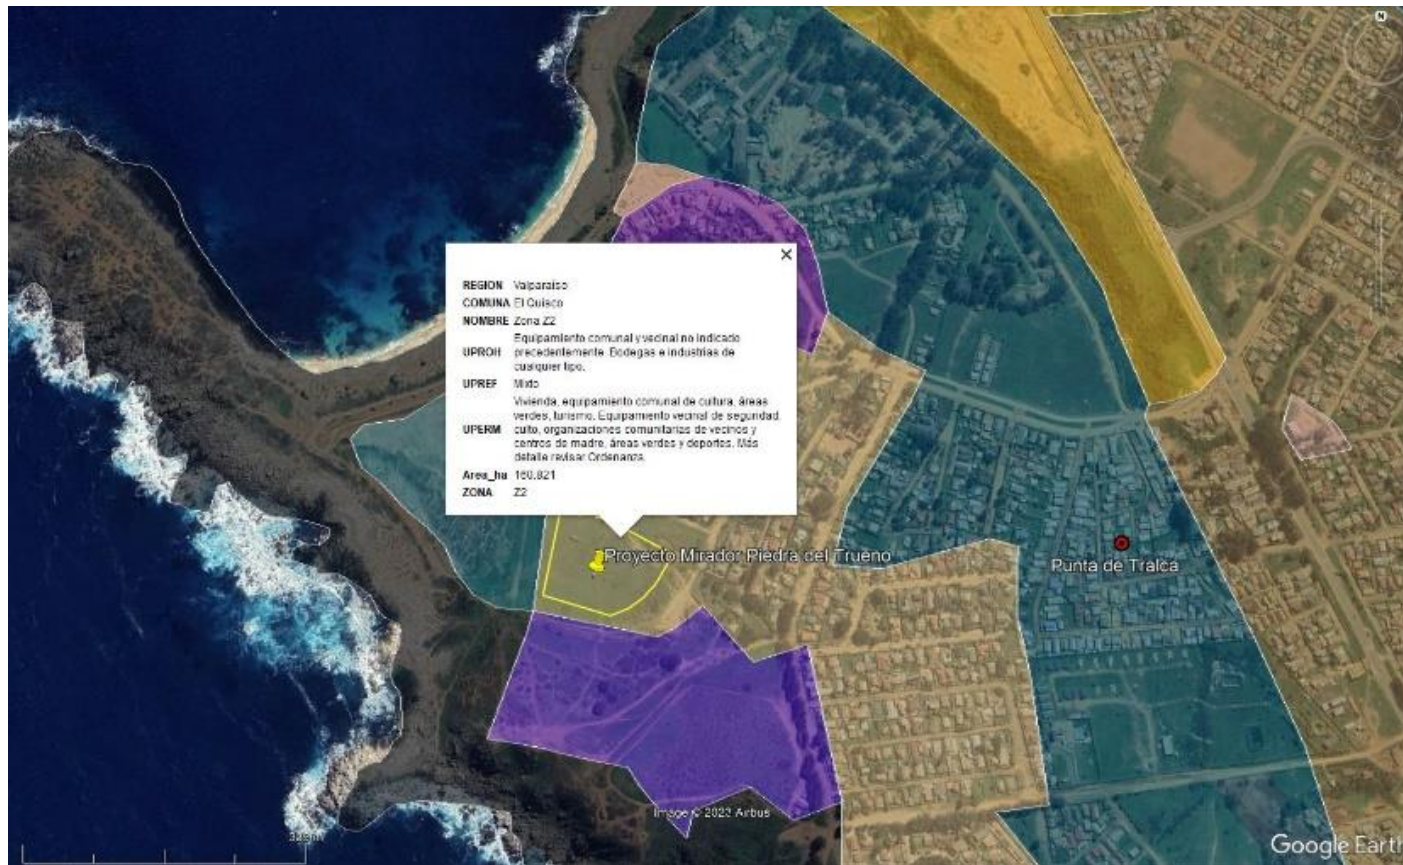 N
REGION Valparaíso
COMUNA El Quisco
NOMBRE Zona Z2
UPROH Equipamiento comunal y vecinal no indicado
precedentemente. Bodegas e industrias de
cualquier tipo.
UPREF Mixto
UPERM Vivienda, equipamiento comunal de cultura, áreas
verdes, turismo. Equipamiento vecinal de seguridad,
culto, organizaciones comunitarias de vecinos y
centros de madre, áreas verdes y deportes. Más
detalle revisar Ordenanza.
Area_ha 160.821
ZONA Z2
Proyecto Mirador Piedra del Trueno
Punta de Tralca
Image © 2023 Airbus
Google Earth